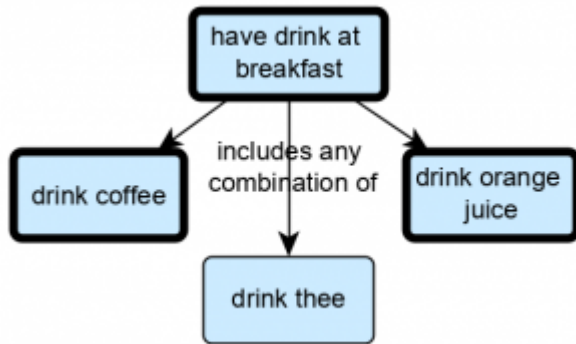 have drink at
breakfast
includes any
combination of
drink coffee
drink orange
juice
drink thee